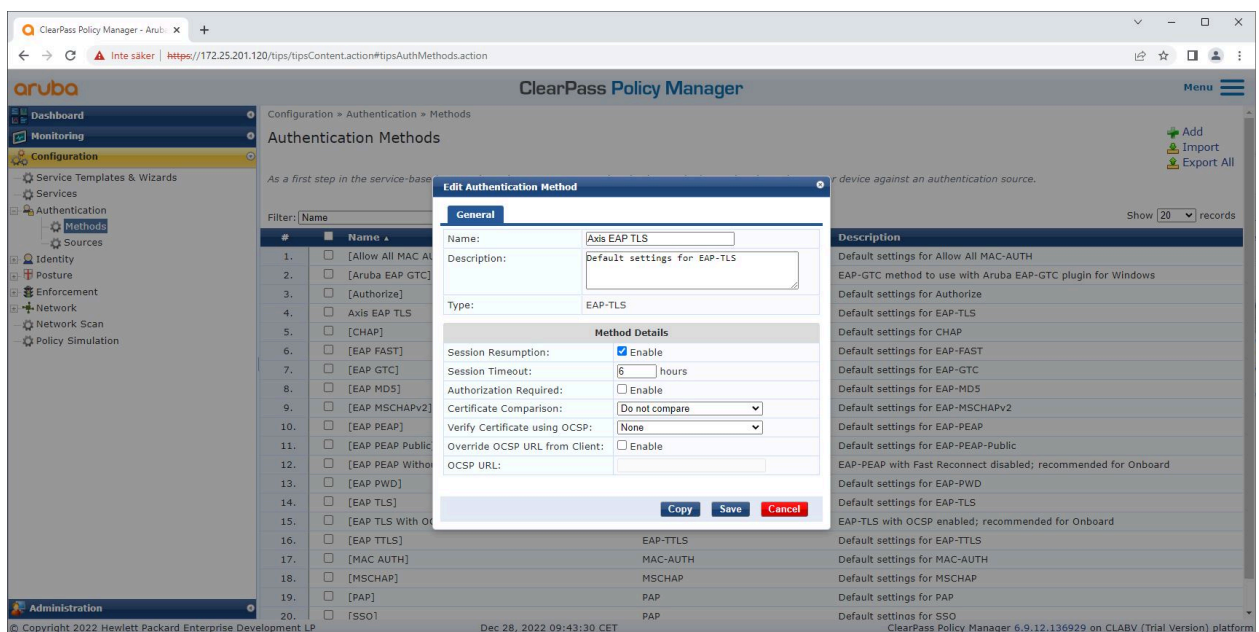 ClearPass Policy Manager - Arub
Inte säker | https://172.25.201.120/tips/tipsContent.action#tipsAuthMethods.action
aruba
ClearPass Policy Manager
Menu
Dashboard
Monitoring
Configuration
Service Templates & Wizards
Services
Authentication
Methods
Sources
Identity
Posture
Enforcement
Network
Network Scan
Policy Simulation
Administration
Configuration » Authentication » Methods
Authentication Methods
Add
Import
Export All
As a first step in the service-base
r device against an authentication source.
Filter: Name
Show 20 records
# Name Description
1. [Allow All MAC AU Default settings for Allow All MAC-AUTH
2. [Aruba EAP GTC] EAP-GTC method to use with Aruba EAP-GTC plugin for Windows
3. [Authorize] Default settings for Authorize
4. Axis EAP TLS Default settings for EAP-TLS
5. [CHAP] Default settings for CHAP
6. [EAP FAST] Default settings for EAP-FAST
7. [EAP GTC] Default settings for EAP-GTC
8. [EAP MD5] Default settings for EAP-MD5
9. [EAP MSCHAPv2] Default settings for EAP-MSCHAPv2
10. [EAP PEAP] Default settings for EAP-PEAP
11. [EAP PEAP Public Default settings for EAP-PEAP-Public
12. [EAP PEAP Witho EAP-PEAP with Fast Reconnect disabled; recommended for Onboard
13. [EAP PWD] Default settings for EAP-PWD
14. [EAP TLS] Default settings for EAP-TLS
15. [EAP TLS With OC EAP-TLS with OCSP enabled; recommended for Onboard
16. [EAP TTLS] EAP-TTLS Default settings for EAP-TTLS
17. [MAC AUTH] MAC-AUTH Default settings for MAC-AUTH
18. [MSCHAP] MSCHAP Default settings for MSCHAP
19. [PAP] PAP Default settings for PAP
20. [SSO] PAP Default settings for SSO
Edit Authentication Method
General
Name: Axis EAP TLS
Description: Default settings for EAP-TLS
Type: EAP-TLS
Method Details
Session Resumption: Enable
Session Timeout: 6 hours
Authorization Required: Enable
Certificate Comparison: Do not compare
Verify Certificate using OCSP: None
Override OCSP URL from Client: Enable
OCSP URL:
Copy Save Cancel
© Copyright 2022 Hewlett Packard Enterprise Development LP
Dec 28, 2022 09:43:30 CET
ClearPass Policy Manager 6.9.12.136929 on CLABV (Trial Version) platform